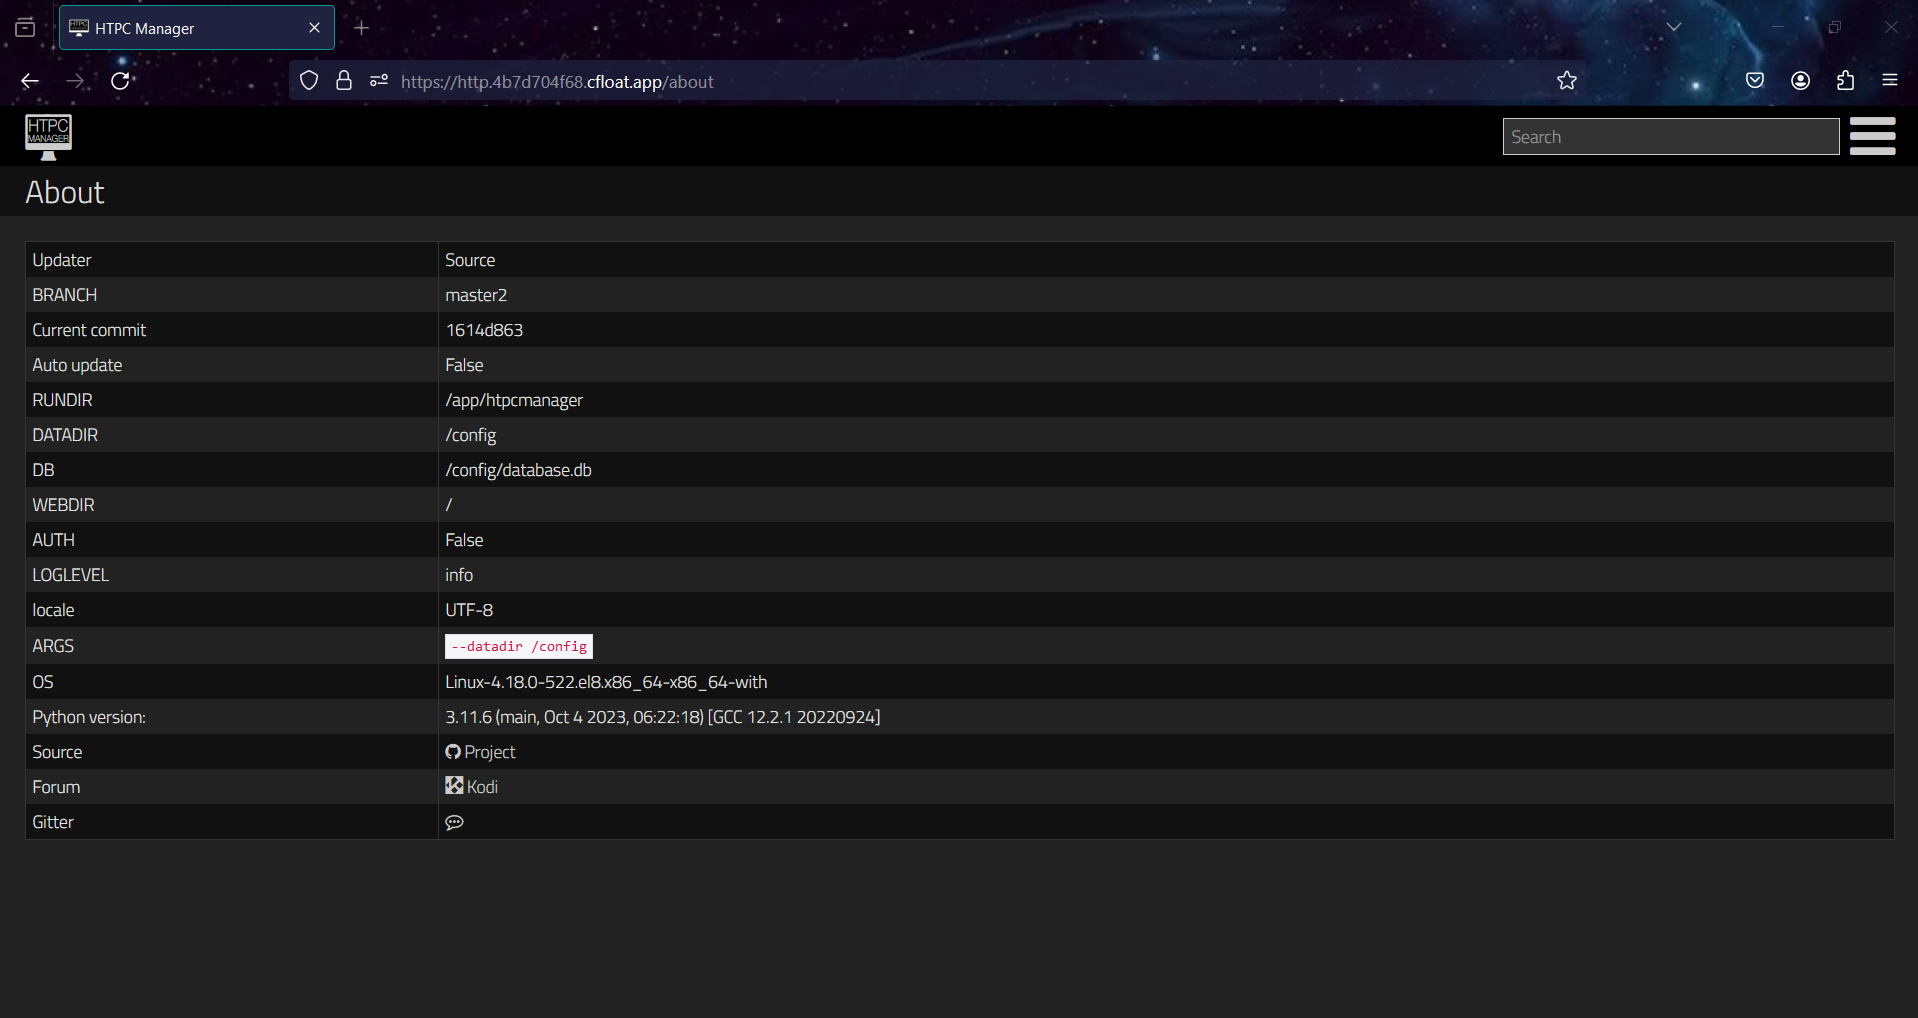 HTPC Manager
https://http.4b7d704f68.cfloat.app/about
HTPC
MANAGER
Search
About
Updater Source
BRANCH master2
Current commit 1614d863
Auto update False
RUNDIR /app/htpcmanager
DATADIR /config
DB /config/database.db
WEBDIR /
AUTH False
LOGLEVEL info
locale UTF-8
ARGS --datadir /config
OS Linux-4.18.0-522.el8.x86_64-x86_64-with
Python version: 3.11.6 (main, Oct 4 2023, 06:22:18) [GCC 12.2.1 20220924]
Source Project
Forum Kodi
Gitter